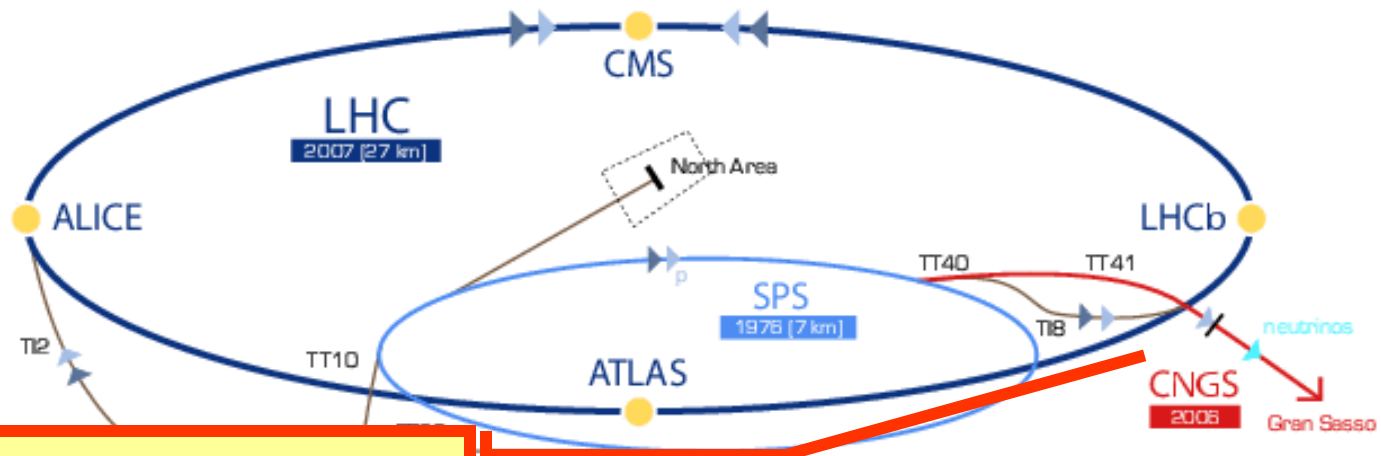 CMS
LHC
2007 [27 km]
North Area
ALICE
LHCb
TT40
TT41
p
SPS
1976 [7 km]
TI8
neutrinos
TI2
TT10
ATLAS
CNGS
2006
Gran Sasso